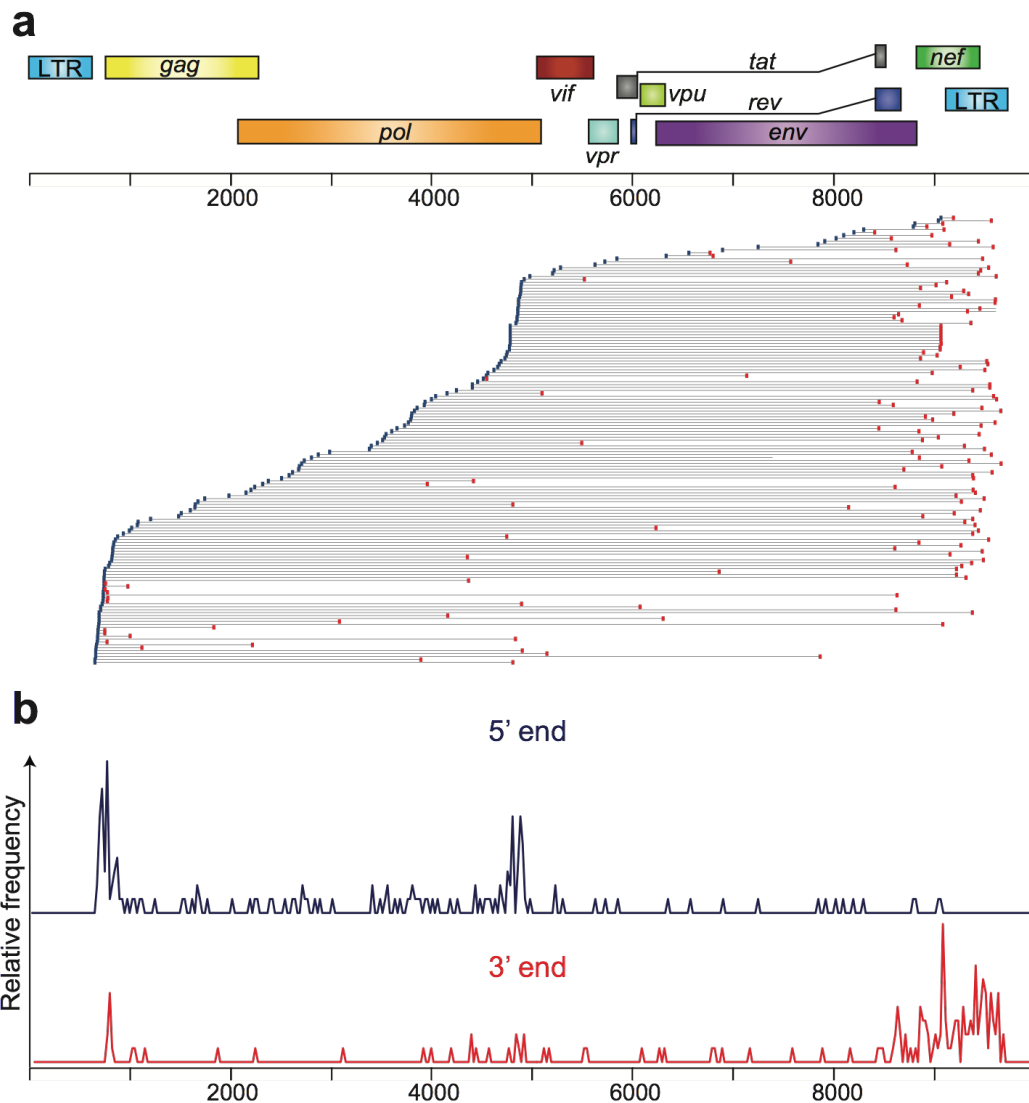 a
LTR gag tat nef
vif vpu rev LTR
pol vpr env
2000 4000 6000 8000
b
5’ end
Relative frequency
3’ end
2000 4000 6000 8000